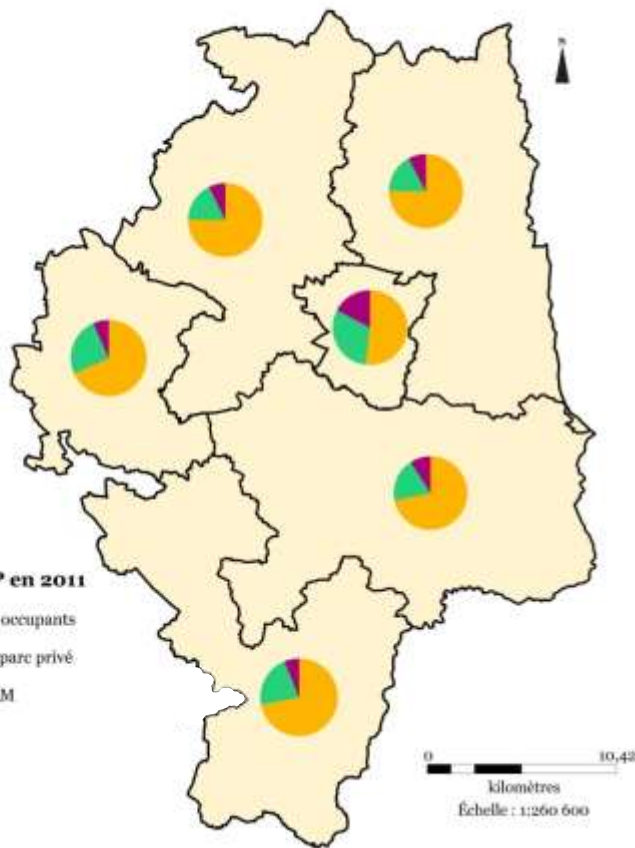 N
P en 2011
occupants
parc privé
M
0 10,42
kilomètres
Échelle : 1:260 600